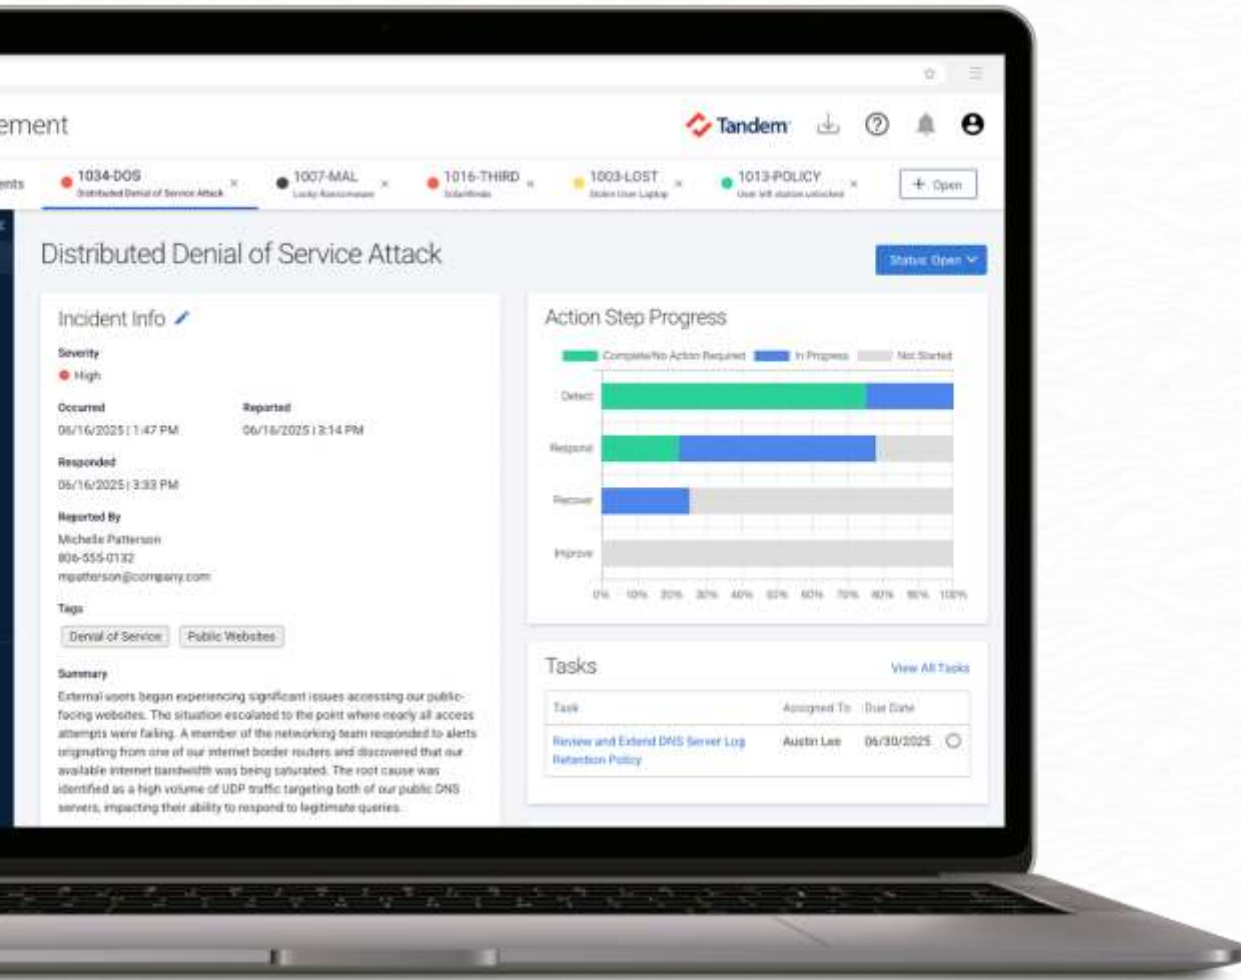 ement
Tandem
ents
1034-DOS
Distributed Denial of Service Attack
1007-MAL
Locky Ransomware
1016-THIRD
SolarWinds
1003-LOST
Stolen User Laptop
1013-POLICY
User left station unlocked
+ Open
Distributed Denial of Service Attack
Status: Open
Incident Info
Severity
High
Occurred
Reported
06/16/2025 | 1:47 PM
06/16/2025 | 3:14 PM
Responded
06/16/2025 | 3:33 PM
Reported By
Michelle Patterson
806-555-0132
mpatterson@company.com
Tags
Denial of Service
Public Websites
Summary
External users began experiencing significant issues accessing our public-
facing websites. The situation escalated to the point where nearly all access
attempts were failing. A member of the networking team responded to alerts
originating from one of our internet border routers and discovered that our
available internet bandwidth was being saturated. The root cause was
identified as a high volume of UDP traffic targeting both of our public DNS
servers, impacting their ability to respond to legitimate queries.
Action Step Progress
Complete/No Action Required
In Progress
Not Started
Detect
Respond
Recover
Improve
0% 10% 20% 30% 40% 50% 60% 70% 80% 90% 100%
Tasks
View All Tasks
Task
Assigned To
Due Date
Review and Extend DNS Server Log
Retention Policy
Austin Lee
06/30/2025